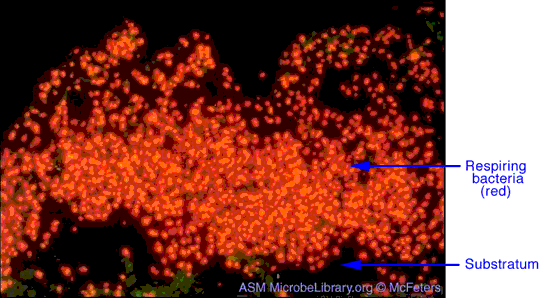 Respiring
bacteria
(red)
Substratum
ASM MicrobeLibrary.org © McFeters